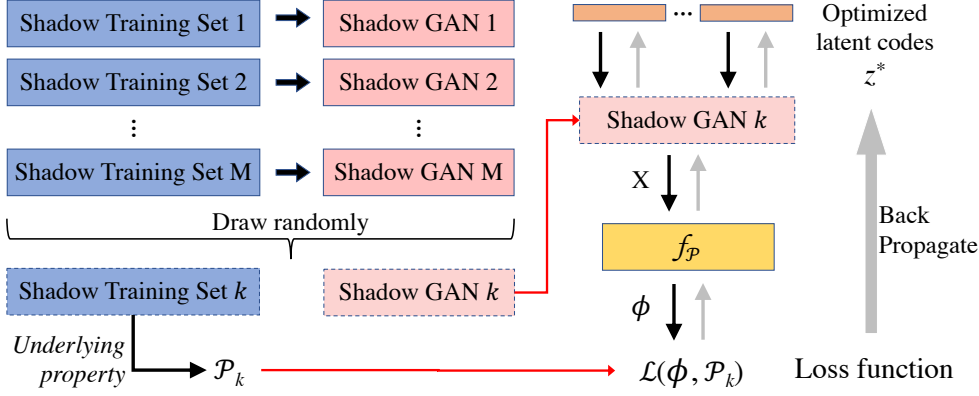 Shadow Training Set 1
Shadow GAN 1
Shadow Training Set 2
Shadow GAN 2
⋮
⋮
Shadow Training Set M
Shadow GAN M
Draw randomly
Shadow Training Set k
Shadow GAN k
Underlying
property
𝒫k
...
Optimized
latent codes
z*
Shadow GAN k
X
f𝒫
ϕ
ℒ(ϕ, 𝒫k)
Back
Propagate
Loss function